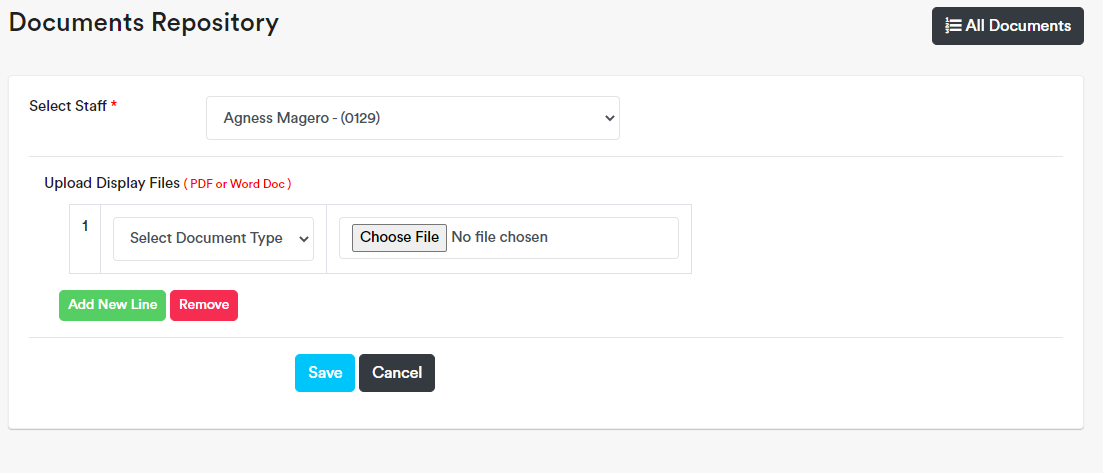 Documents Repository
All Documents
Select Staff *
Agness Magero - (0129)
Upload Display Files ( PDF or Word Doc )
1
Select Document Type
Choose File No file chosen
Add New Line
Remove
Save
Cancel